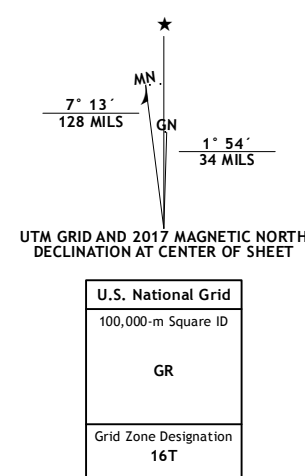 ★
MN
7° 13´
128 MILS
GN
1° 54´
34 MILS
UTM GRID AND 2017 MAGNETIC NORTH
DECLINATION AT CENTER OF SHEET
U.S. National Grid
100,000-m Square ID
GR
Grid Zone Designation
16T